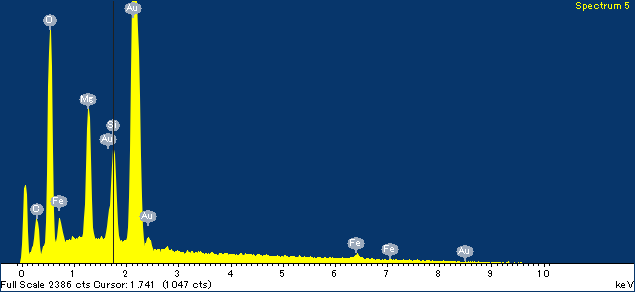 Spectrum 5
Au
O
Mg
Si
Au
Fe
Au
Fe
Fe
Au
0 1 2 3 4 5 6 7 8 9 10
Full Scale 2386 cts Cursor: 1.741 (1047 cts) keV